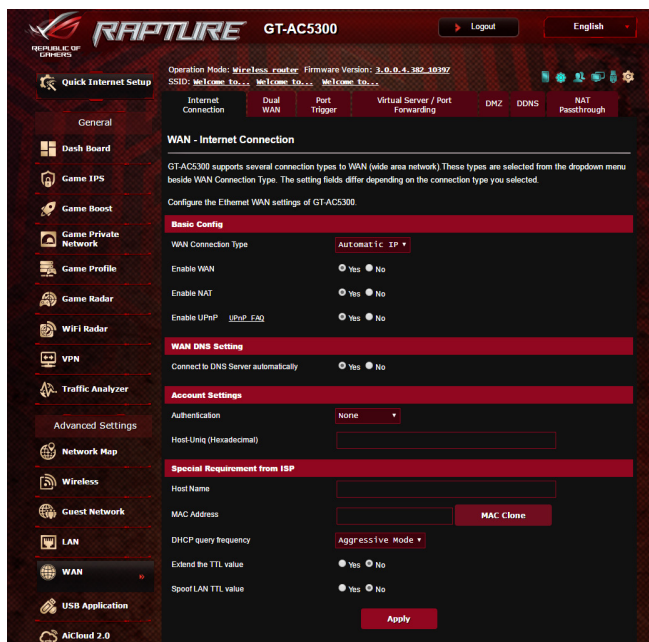 REPUBLIC OF
GAMERS
RAPTURE
GT-AC5300
Logout
English
Quick Internet Setup
Operation Mode: Wireless router Firmware Version: 3.0.0.4.382_10397
SSID: Welcome to... Welcome to... Welcome to...
General
Dash Board
Game IPS
Game Boost
Game Private
Network
Game Profile
Game Radar
WiFi Radar
VPN
Traffic Analyzer
Advanced Settings
Network Map
Wireless
Guest Network
LAN
WAN
USB Application
AiCloud 2.0
Internet
Connection
Dual
WAN
Port
Trigger
Virtual Server / Port
Forwarding
DMZ
DDNS
NAT
Passthrough
WAN - Internet Connection
GT-AC5300 supports several connection types to WAN (wide area network).These types are selected from the dropdown menu
beside WAN Connection Type. The setting fields differ depending on the connection type you selected.
Configure the Ethernet WAN settings of GT-AC5300.
Basic Config
WAN Connection Type Automatic IP
Enable WAN Yes No
Enable NAT Yes No
Enable UPnP UPnP FAQ Yes No
WAN DNS Setting
Connect to DNS Server automatically Yes No
Account Settings
Authentication None
Host-Uniq (Hexadecimal)
Special Requirement from ISP
Host Name
MAC Address MAC Clone
DHCP query frequency Aggressive Mode
Extend the TTL value Yes No
Spoof LAN TTL value Yes No
Apply